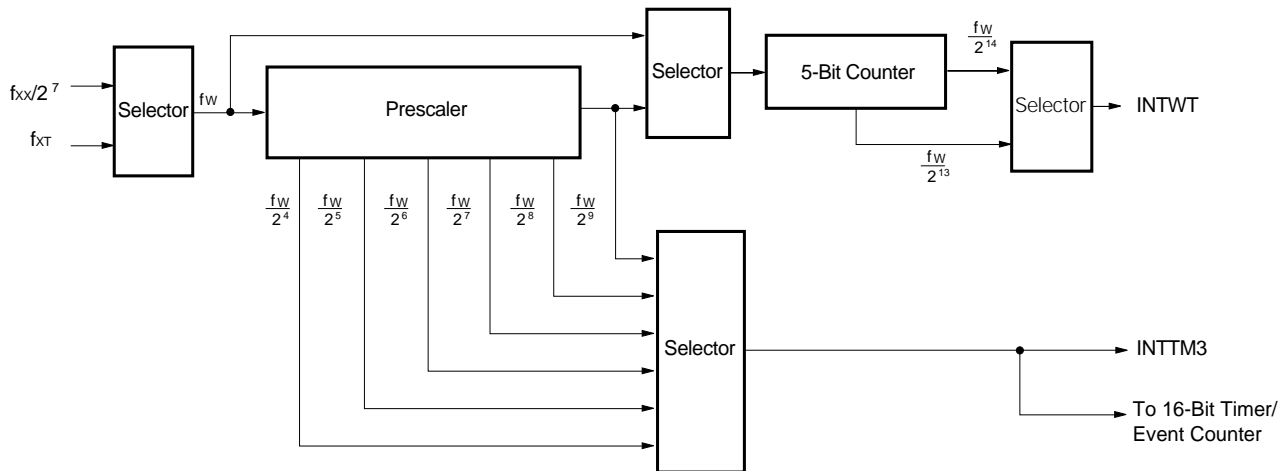 fxx/2⁷
fXT
Selector
fW
Prescaler
Selector
5-Bit Counter
fW
2¹⁴
fW
2¹³
Selector
INTWT
fW
2⁴
fW
2⁵
fW
2⁶
fW
2⁷
fW
2⁸
fW
2⁹
Selector
INTTM3
To 16-Bit Timer/
Event Counter